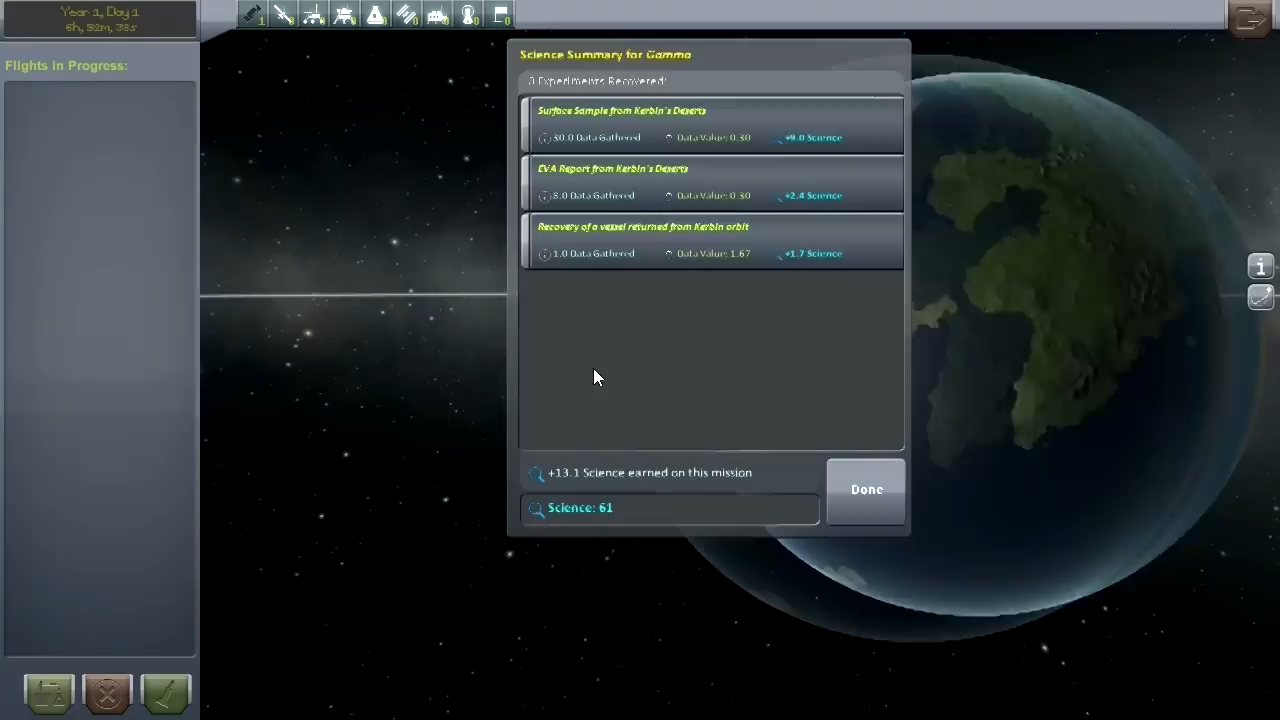 Year 1, Day 1
6h, 52m, 38s
Flights in Progress:
Science Summary for Gamma
3 Experiments Recovered:
Surface Sample from Kerbin's Deserts
30.0 Data Gathered Data Value: 0.30 +9.0 Science
EVA Report from Kerbin's Deserts
8.0 Data Gathered Data Value: 0.30 +2.4 Science
Recovery of a vessel returned from Kerbin orbit
1.0 Data Gathered Data Value: 1.67 +1.7 Science
+13.1 Science earned on this mission
Science: 61
Done